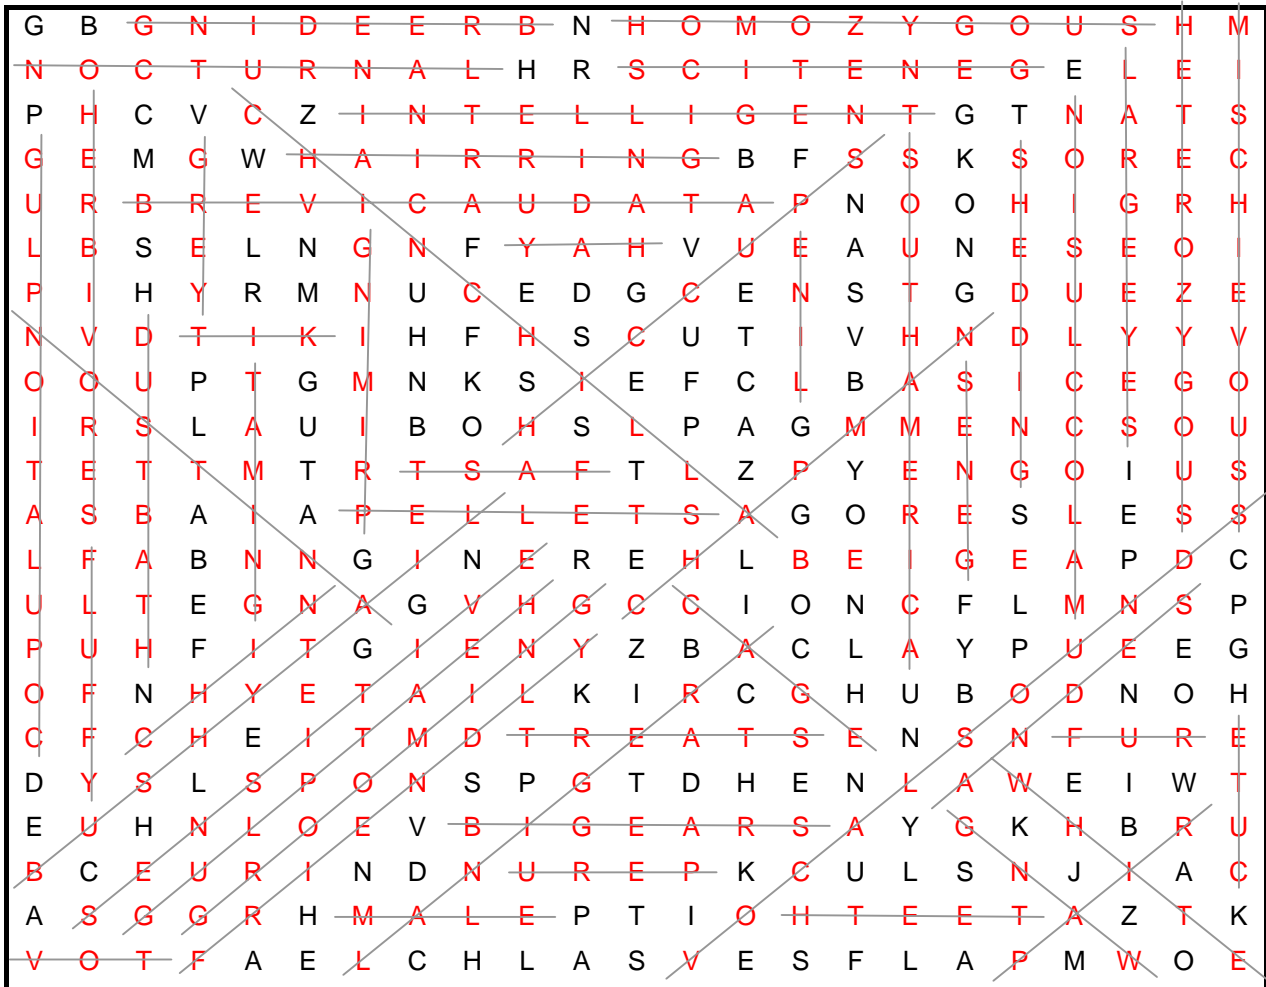 G B G N I D E E R B N H O M O Z Y G O U S H M
N O C T U R N A L H R S C I T E N E G E L E I
P H C V C Z I N T E L L I G E N T G T N A T S
G E M G W H A I R R I N G B F S S K S O R E C
U R B R E V I C A U D A T A P N O O H I G R H
L B S E L N G N F Y A H V U E A U N E S E O I
P I H Y R M N U C E D G C E N S T G D U E Z E
N V D T I K I H F H S C U T I V H N D L Y Y V
O O U P T G M N K S I E F C L B A S I C E G O
I R S L A U I B O H S L P A G M M E N C S O U
T E T T M T R T S A F T L Z P Y E N G O I U S
A S B A I A P E L L E T S A G O R E S L E S S
L F A B N N G I N E R E H L B E I G E A P D C
U L T E G N A G V H G C C I O N C F L M N S P
P U H F I T G I E N Y Z B A C L A Y P U E E G
O F N H Y E T A I L K I R C G H U B O D N O H
C F C H E I T M D T R E A T S E N S N F U R E
D Y S L S P O N S P G T D H E N L A W E I W T
E U H N L O E V B I G E A R S A Y G K H B R U
B C E U R I N D N U R E P K C U L S N J I A C
A S G G R H M A L E P T I O H T E E T A Z T K
V O T F A E L C H L A S V E S F L A P M W O E